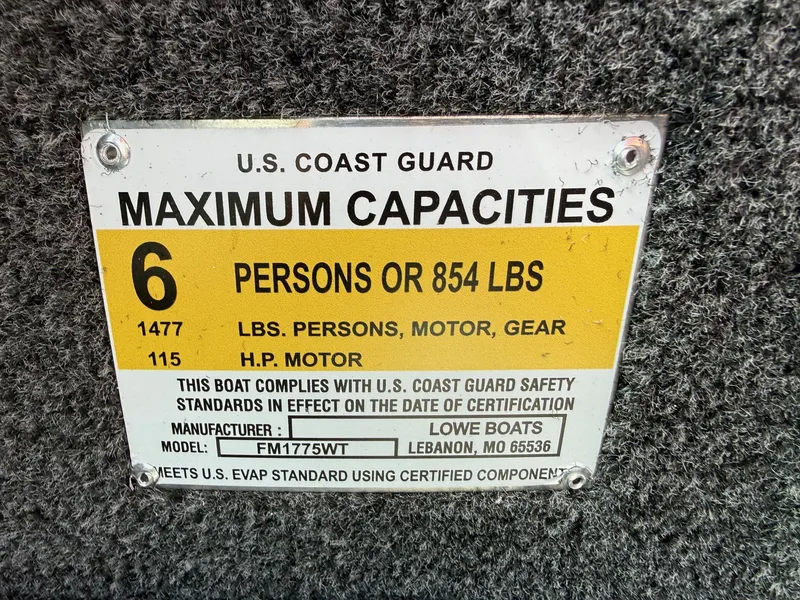 U.S. COAST GUARD
MAXIMUM CAPACITIES
6 PERSONS OR 854 LBS
1477 LBS. PERSONS, MOTOR, GEAR
115 H.P. MOTOR
THIS BOAT COMPLIES WITH U.S. COAST GUARD SAFETY
STANDARDS IN EFFECT ON THE DATE OF CERTIFICATION
MANUFACTURER : LOWE BOATS
MODEL: FM1775WT LEBANON, MO 65536
MEETS U.S. EVAP STANDARD USING CERTIFIED COMPONENT